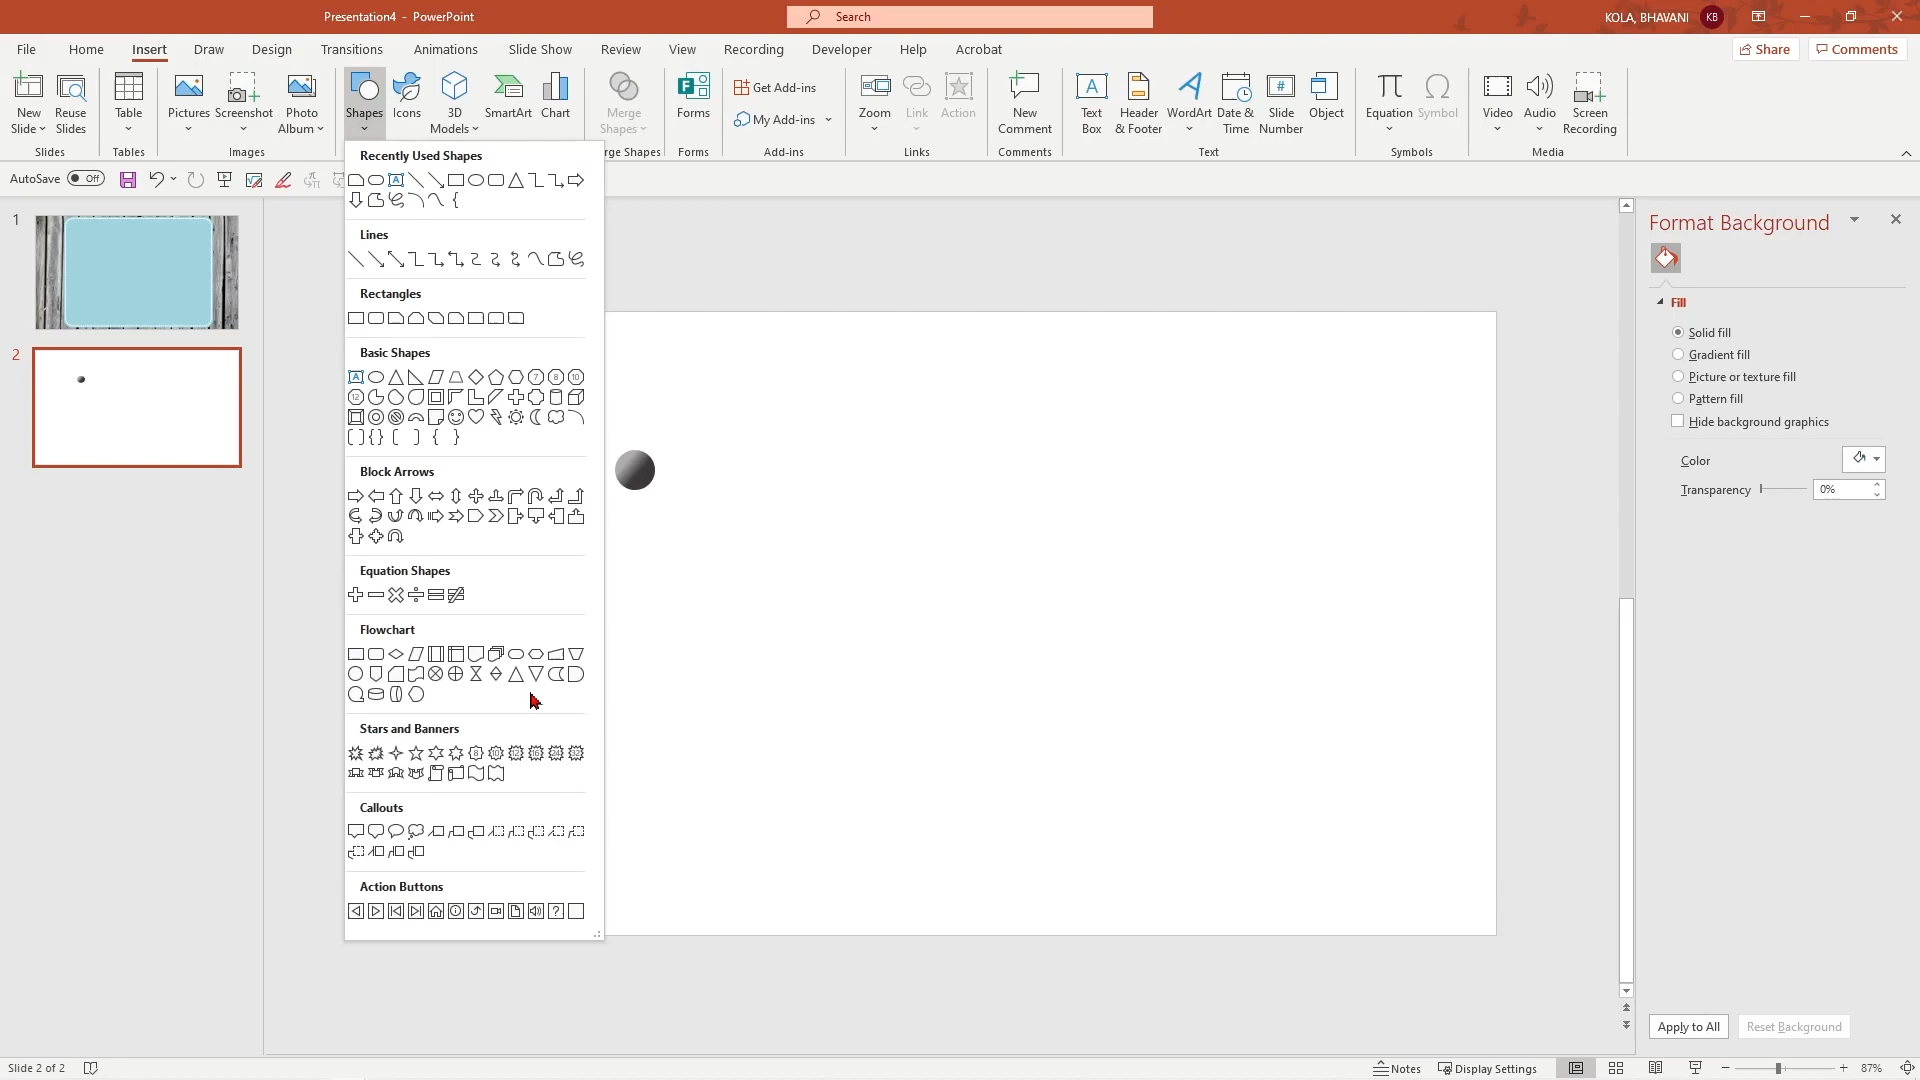 Presentation4 - PowerPoint
Search
KOLA, BHAVANI KB
File Home Insert Draw Design Transitions Animations Slide Show Review View Recording Developer Help Acrobat Share Comments
New Slide
Reuse Slides
Table
Pictures
Screenshot
Photo Album
Shapes
Icons
3D Models
SmartArt
Chart
Merge Shapes
Forms
Get Add-ins
My Add-ins
Zoom
Link
Action
New Comment
Text Box
Header & Footer
WordArt
Date & Time
Slide Number
Object
Equation
Symbol
Video
Audio
Screen Recording
Slides Tables Images rge Shapes Forms Add-ins Links Comments Text Symbols Media
AutoSave Off
Recently Used Shapes
Lines
Rectangles
Basic Shapes
Block Arrows
Equation Shapes
Flowchart
Stars and Banners
Callouts
Action Buttons
1
2
Format Background
Fill
Solid fill
Gradient fill
Picture or texture fill
Pattern fill
Hide background graphics
Color
Transparency 0%
Apply to All Reset Background
Slide 2 of 2
Notes Display Settings 87%